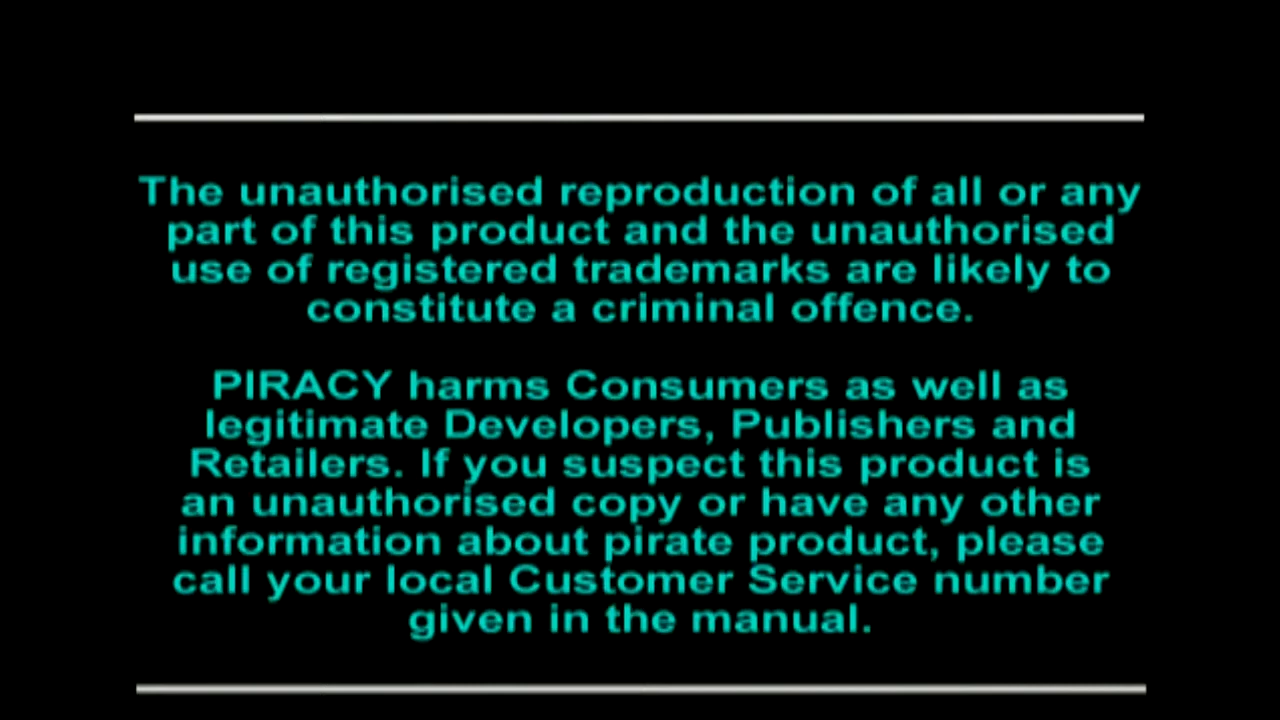 The unauthorised reproduction of all or any
part of this product and the unauthorised
use of registered trademarks are likely to
constitute a criminal offence.
PIRACY harms Consumers as well as
legitimate Developers, Publishers and
Retailers. If you suspect this product is
an unauthorised copy or have any other
information about pirate product, please
call your local Customer Service number
given in the manual.